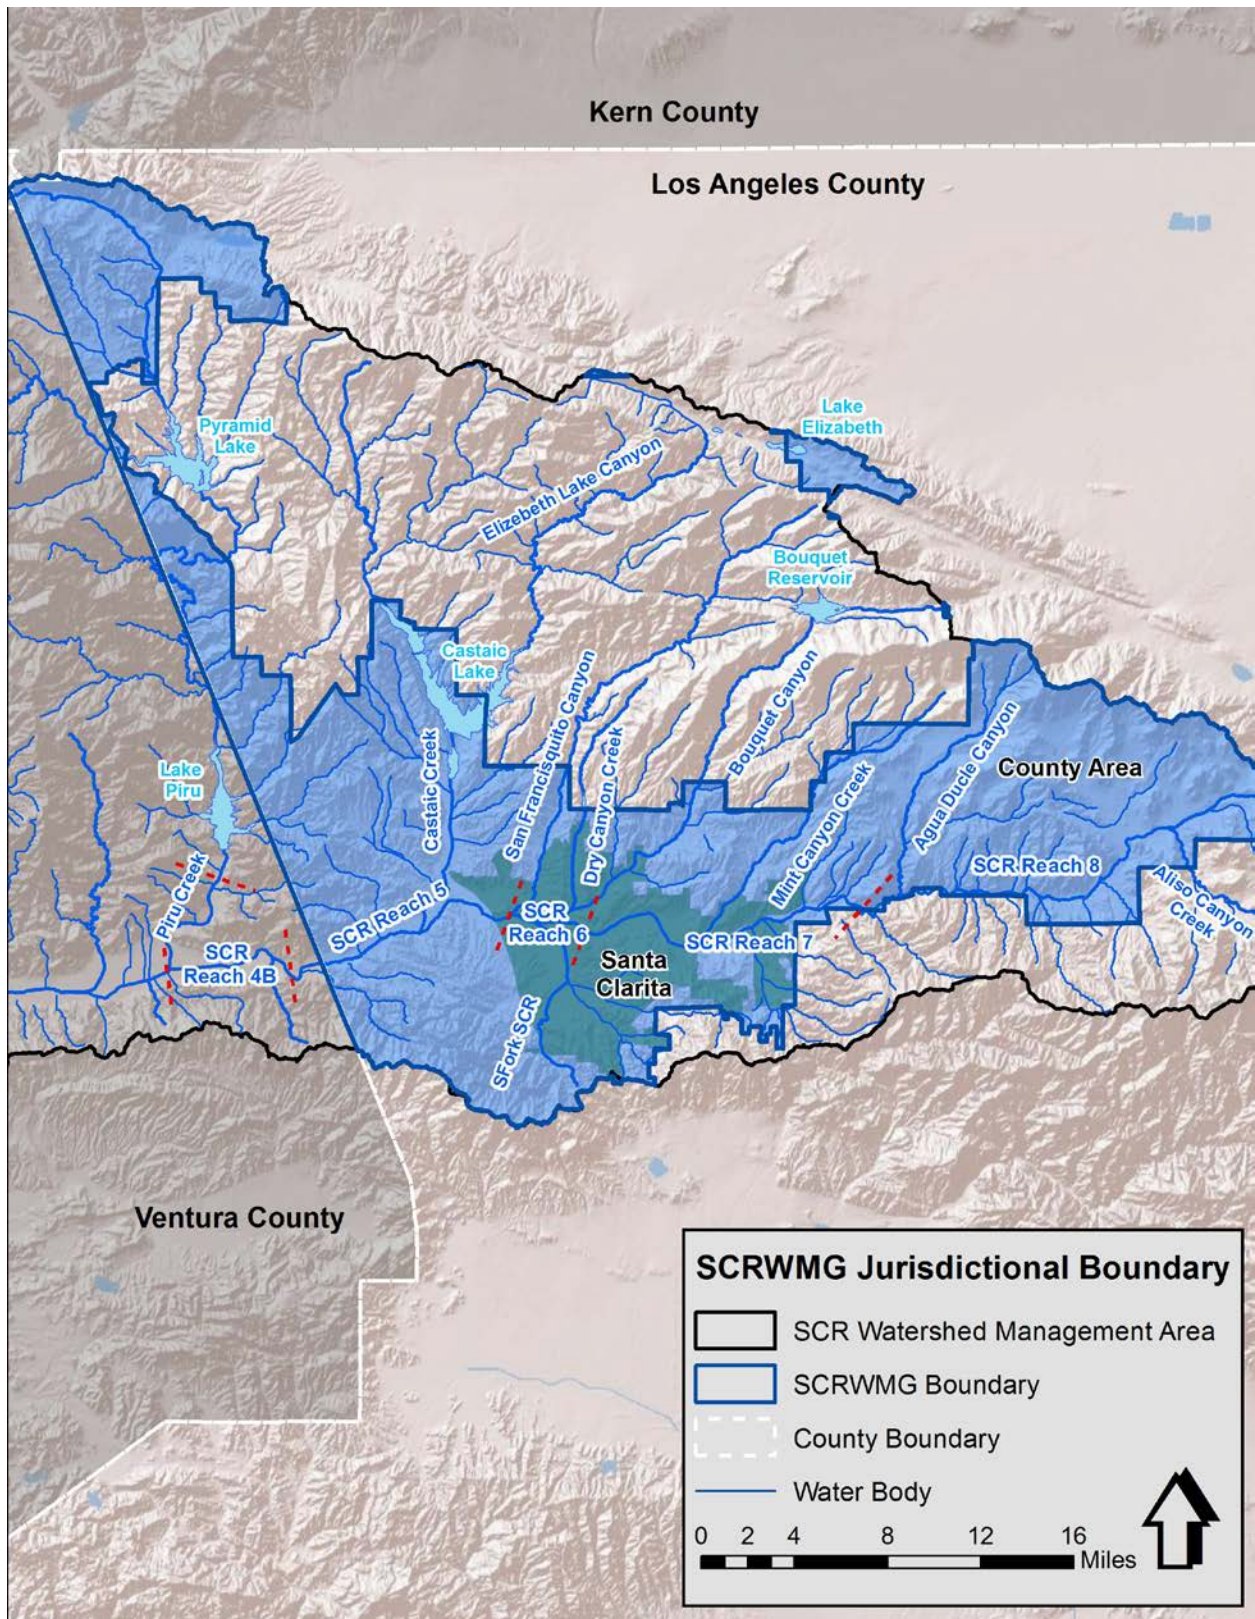 Kern County
Los Angeles County
Lake
Elizabeth
Pyramid
Lake
Elizebeth Lake Canyon
Bouquet
Reservoir
Castaic
Lake
San Francisquito Canyon
Bouquet Canyon
Agua Ducle Canyon
County Area
Lake
Piru
Castaic Creek
Dry Canyon Creek
Mint Canyon Creek
SCR Reach 8
Aliso Canyon
Creek
Piru Creek
SCR Reach 5
SCR
Reach 6
SCR Reach 7
SCR
Reach 4B
Santa
Clarita
SFork SCR
Ventura County
SCRWMG Jurisdictional Boundary
SCR Watershed Management Area
SCRWMG Boundary
County Boundary
Water Body
0 2 4 8 12 16
Miles